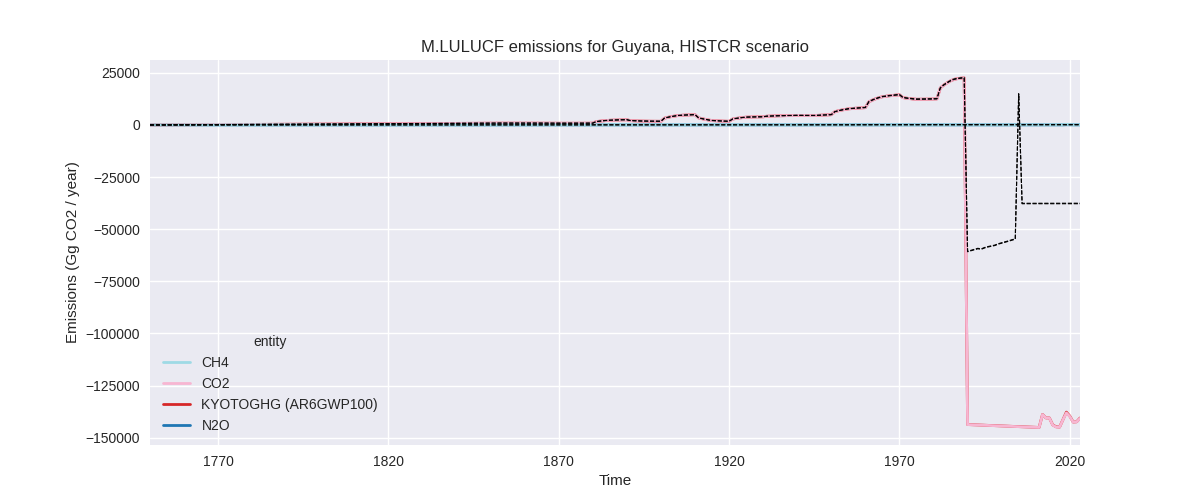 M.LULUCF emissions for Guyana, HISTCR scenario
Emissions (Gg CO2 / year)
25000
0
−25000
−50000
−75000
−100000
−125000
−150000
entity
CH4
CO2
KYOTOGHG (AR6GWP100)
N2O
1770
1820
1870
1920
1970
2020
Time